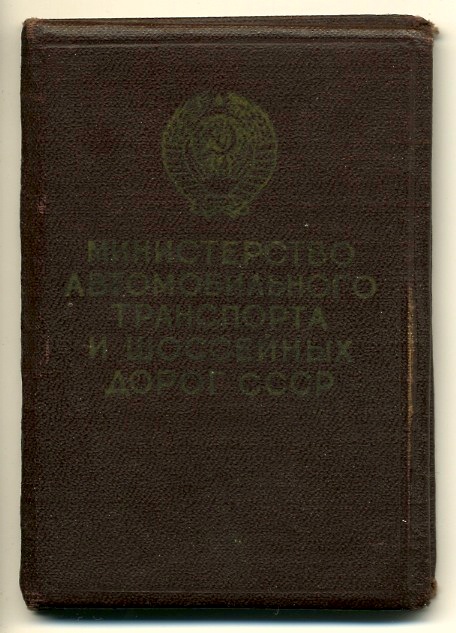 МИНИСТЕРСТВО
АВТОМОБИЛЬНОГО
ТРАНСПОРТА
И ШОССЕЙНЫХ
ДОРОГ СССР